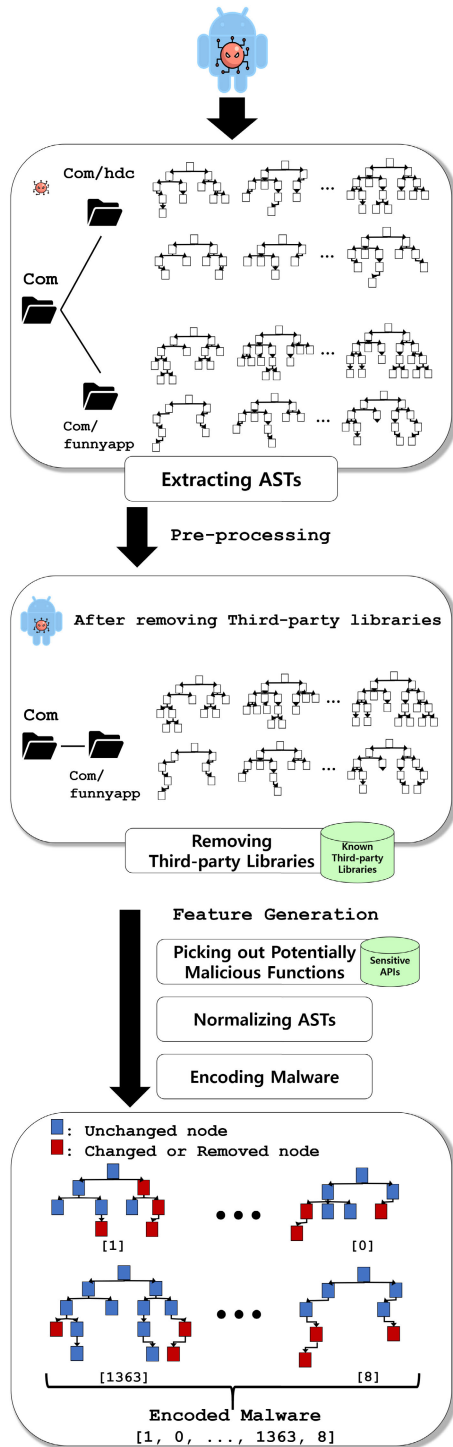 Com/hdc
...
Com
...
...
Com/
funnyapp
...
Extracting ASTs
Pre-processing
After removing Third-party libraries
...
Com
Com/
funnyapp
...
Removing
Third-party Libraries
Known
Third-party
Libraries
Feature Generation
Picking out Potentially
Malicious Functions
Sensitive
APIs
Normalizing ASTs
Encoding Malware
: Unchanged node
: Changed or Removed node
[1]
[0]
[1363]
[8]
Encoded Malware
[1, 0, ..., 1363, 8]